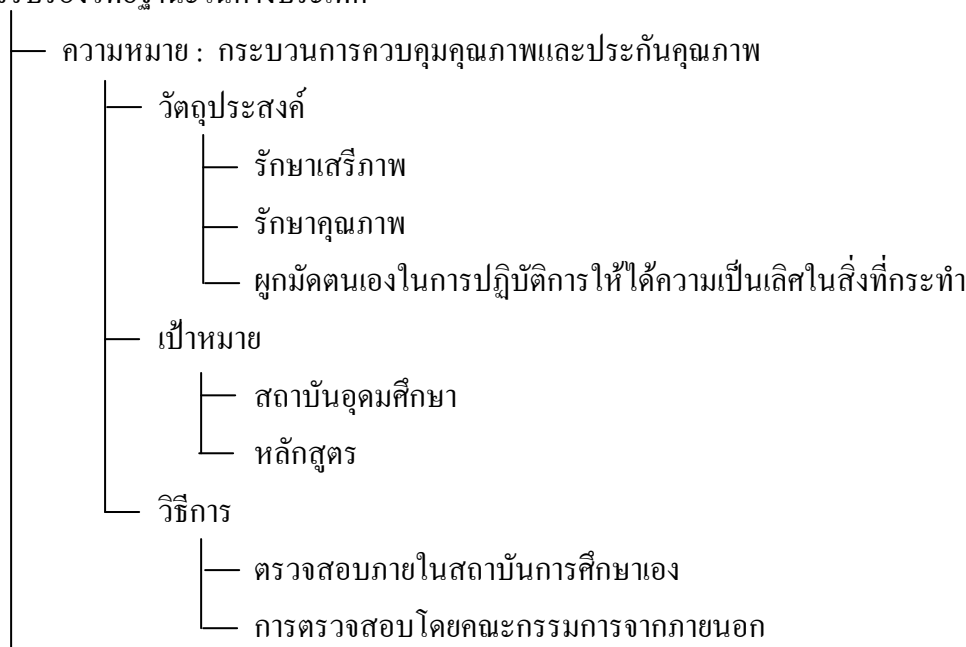 ความหมาย : กระบวนการควบคุมคุณภาพและประกันคุณภาพ
วัตถุประสงค์
รักษาเสรีภาพ
รักษาคุณภาพ
ผูกมัดตนเองในการปฏิบัติการให้ได้ความเป็นเลิศในสิ่งที่กระทำ
เป้าหมาย
สถาบันอุดมศึกษา
หลักสูตร
วิธีการ
ตรวจสอบภายในสถาบันการศึกษาเอง
การตรวจสอบโดยคณะกรรมการจากภายนอก